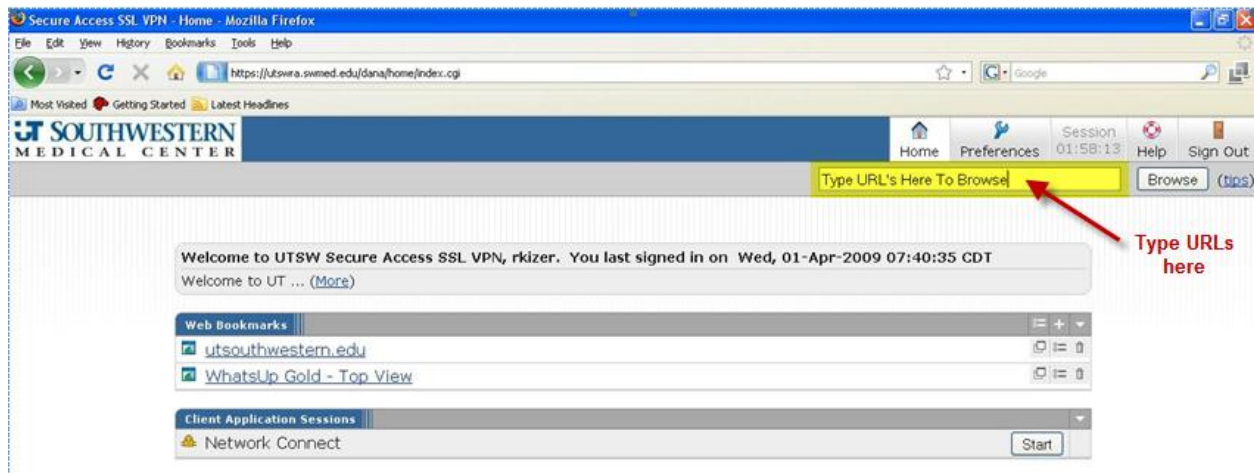 Secure Access SSL VPN - Home - Mozilla Firefox
File Edit View History Bookmarks Tools Help
https://utswra.swmed.edu/dana/home/index.cgi
Google
Most Visited Getting Started Latest Headlines
UT SOUTHWESTERN
MEDICAL CENTER
Home Preferences Session 01:58:13 Help Sign Out
Type URL's Here To Browse Browse (tips)
Type URLs
here
Welcome to UTSW Secure Access SSL VPN, rkizer. You last signed in on Wed, 01-Apr-2009 07:40:35 CDT
Welcome to UT ... (More)
Web Bookmarks
utsouthwestern.edu
WhatsUp Gold - Top View
Client Application Sessions
Network Connect Start